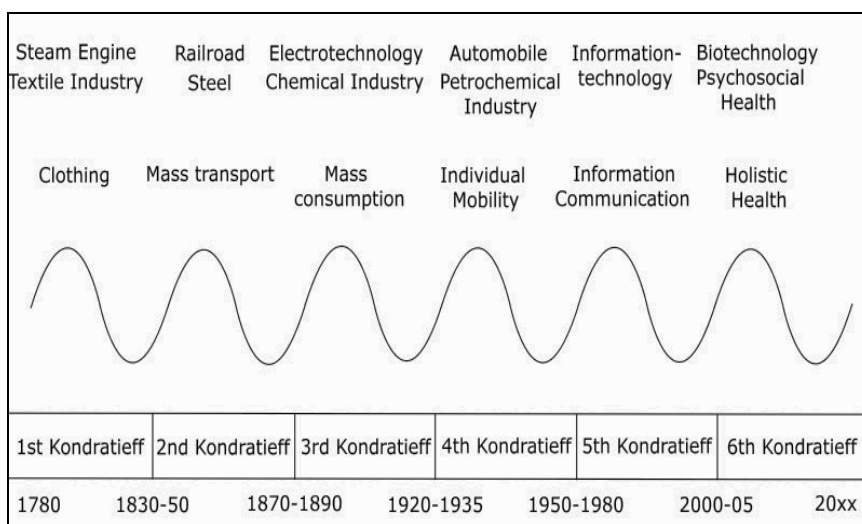 Steam Engine
Textile Industry
Railroad
Steel
Electrotechnology
Chemical Industry
Automobile
Petrochemical
Industry
Information-
technology
Biotechnology
Psychosocial
Health
Clothing
Mass transport
Mass
consumption
Individual
Mobility
Information
Communication
Holistic
Health
1st Kondratieff
2nd Kondratieff
3rd Kondratieff
4th Kondratieff
5th Kondratieff
6th Kondratieff
1780
1830-50
1870-1890
1920-1935
1950-1980
2000-05
20xx